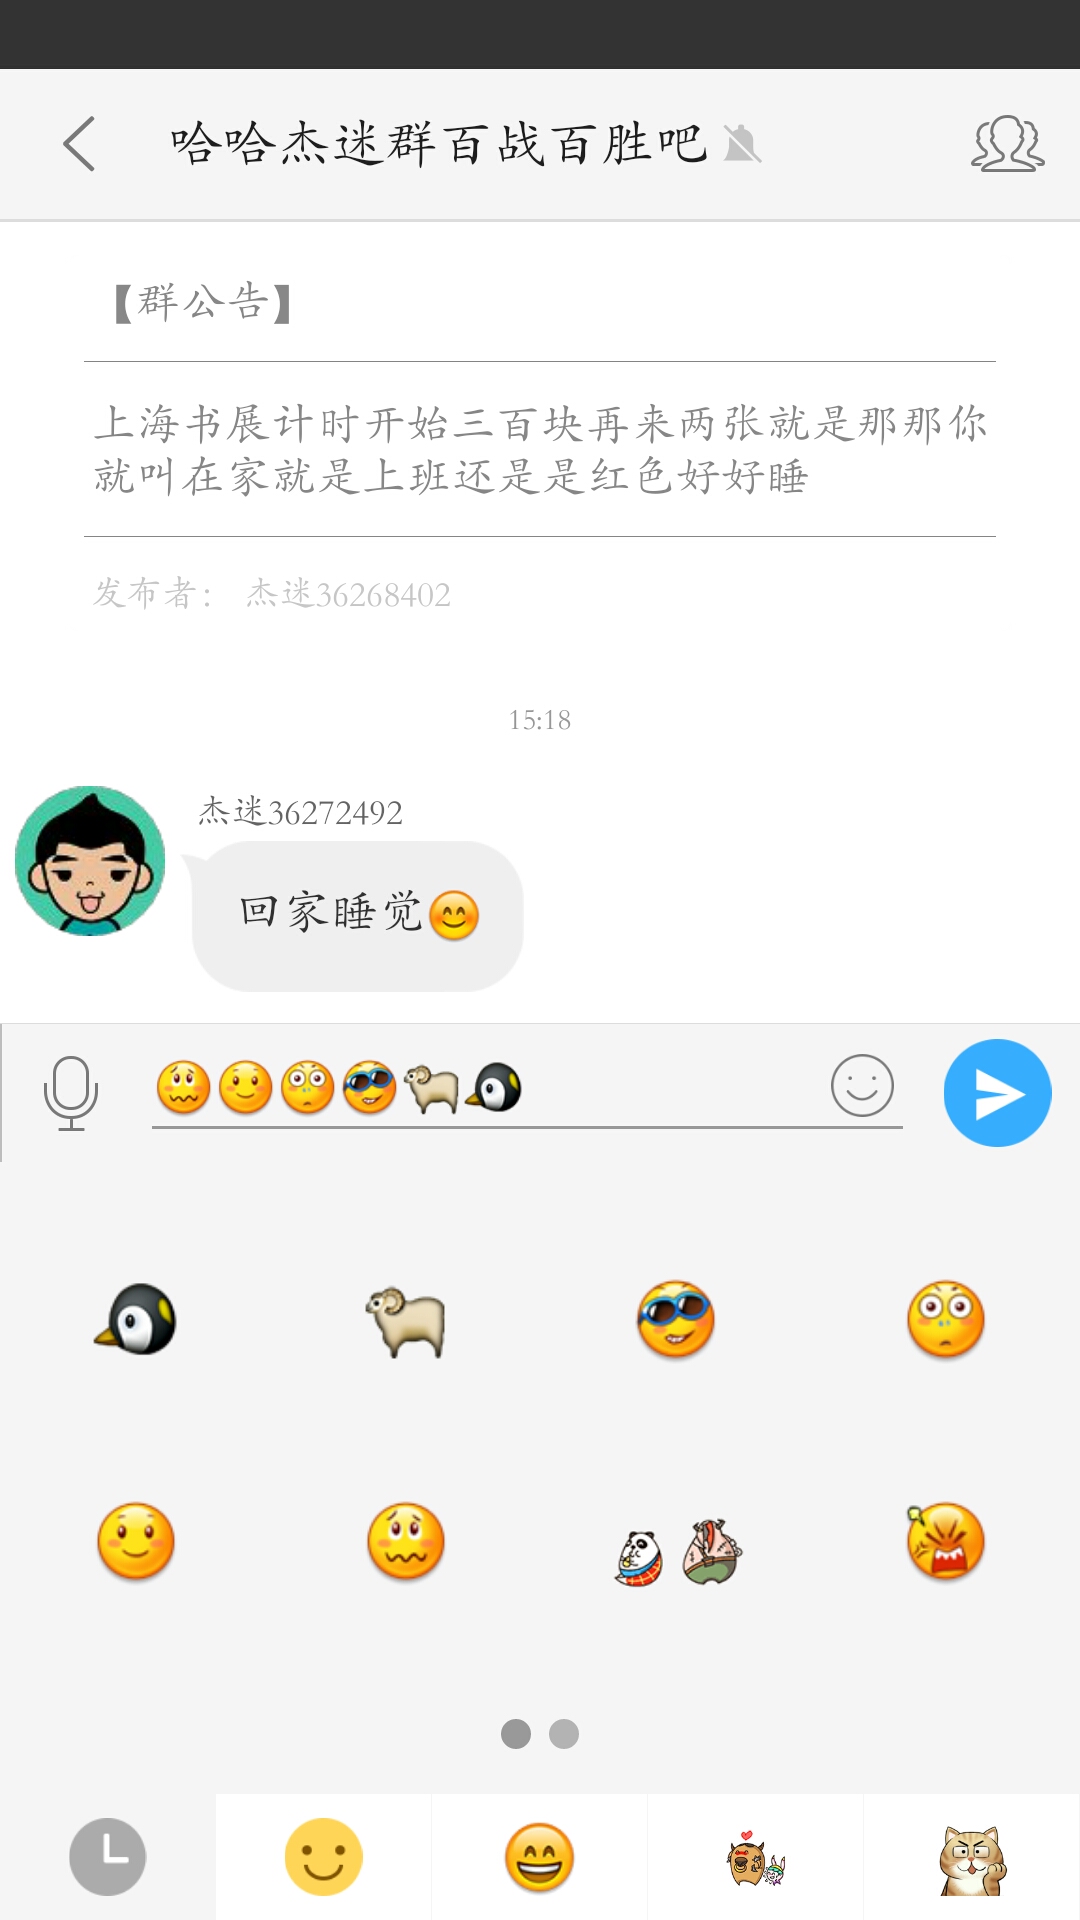 哈哈杰迷群百战百胜吧
【群公告】
上海书展计时开始三百块再来两张就是那那你
就叫在家就是上班还是是红色好好睡
发布者： 杰迷36268402
15:18
杰迷36272492
回家睡觉😊